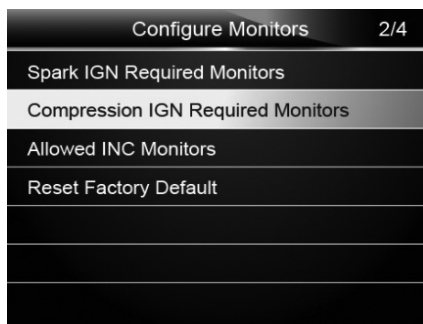 Configure Monitors 2/4
Spark IGN Required Monitors
Compression IGN Required Monitors
Allowed INC Monitors
Reset Factory Default